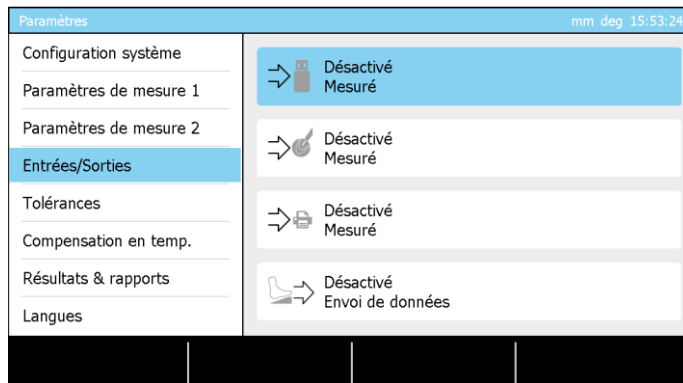 Paramètres
mm deg 15:53:24
Configuration système
Paramètres de mesure 1
Paramètres de mesure 2
Entrées/Sorties
Tolérances
Compensation en temp.
Résultats & rapports
Langues
Désactivé
Mesuré
Désactivé
Mesuré
Désactivé
Mesuré
Désactivé
Envoi de données